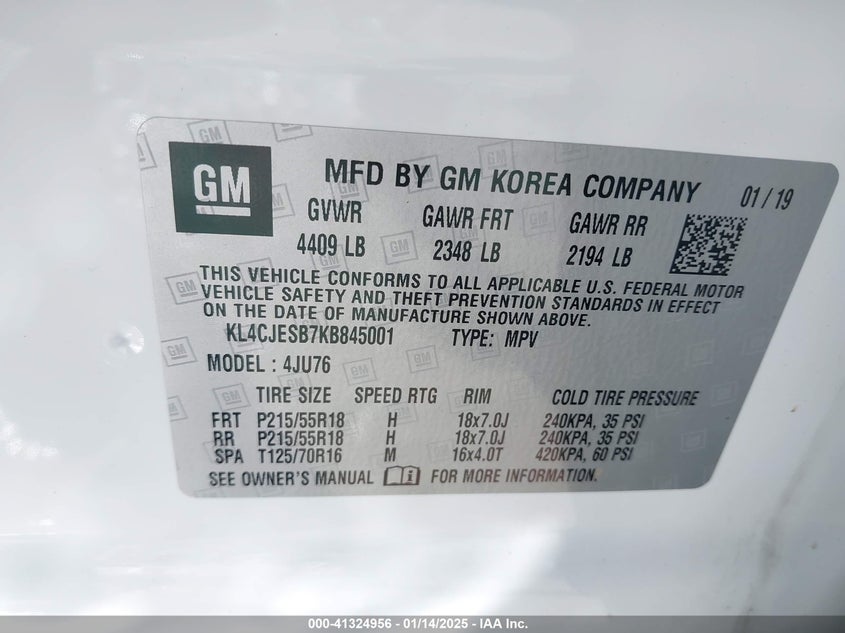 GM
MFD BY GM KOREA COMPANY 01/19
GVWR GAWR FRT GAWR RR
4409 LB 2348 LB 2194 LB
THIS VEHICLE CONFORMS TO ALL APPLICABLE U.S. FEDERAL MOTOR
VEHICLE SAFETY AND THEFT PREVENTION STANDARDS IN EFFECT
ON THE DATE OF MANUFACTURE SHOWN ABOVE.
KL4CJESB7KB845001 TYPE: MPV
MODEL : 4JU76
TIRE SIZE SPEED RTG RIM COLD TIRE PRESSURE
FRT P215/55R18 H 18x7.0J 240KPA, 35 PSI
RR P215/55R18 H 18x7.0J 240KPA, 35 PSI
SPA T125/70R16 M 16x4.0T 420KPA, 60 PSI
SEE OWNER'S MANUAL i FOR MORE INFORMATION.
000-41324956 - 01/14/2025 - IAA Inc.